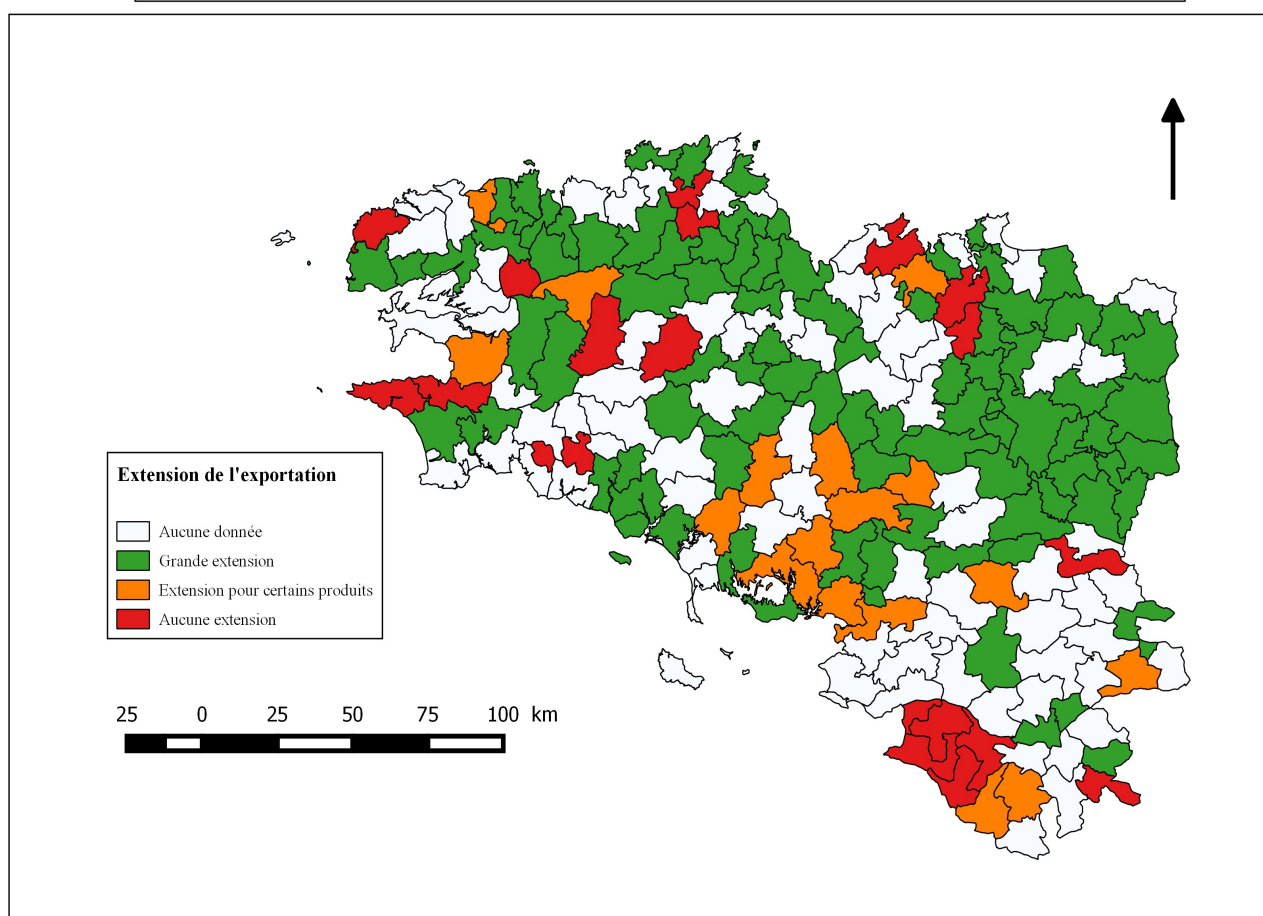 Extension de l'exportation
Aucune donnée
Grande extension
Extension pour certains produits
Aucune extension
25 0 25 50 75 100 km